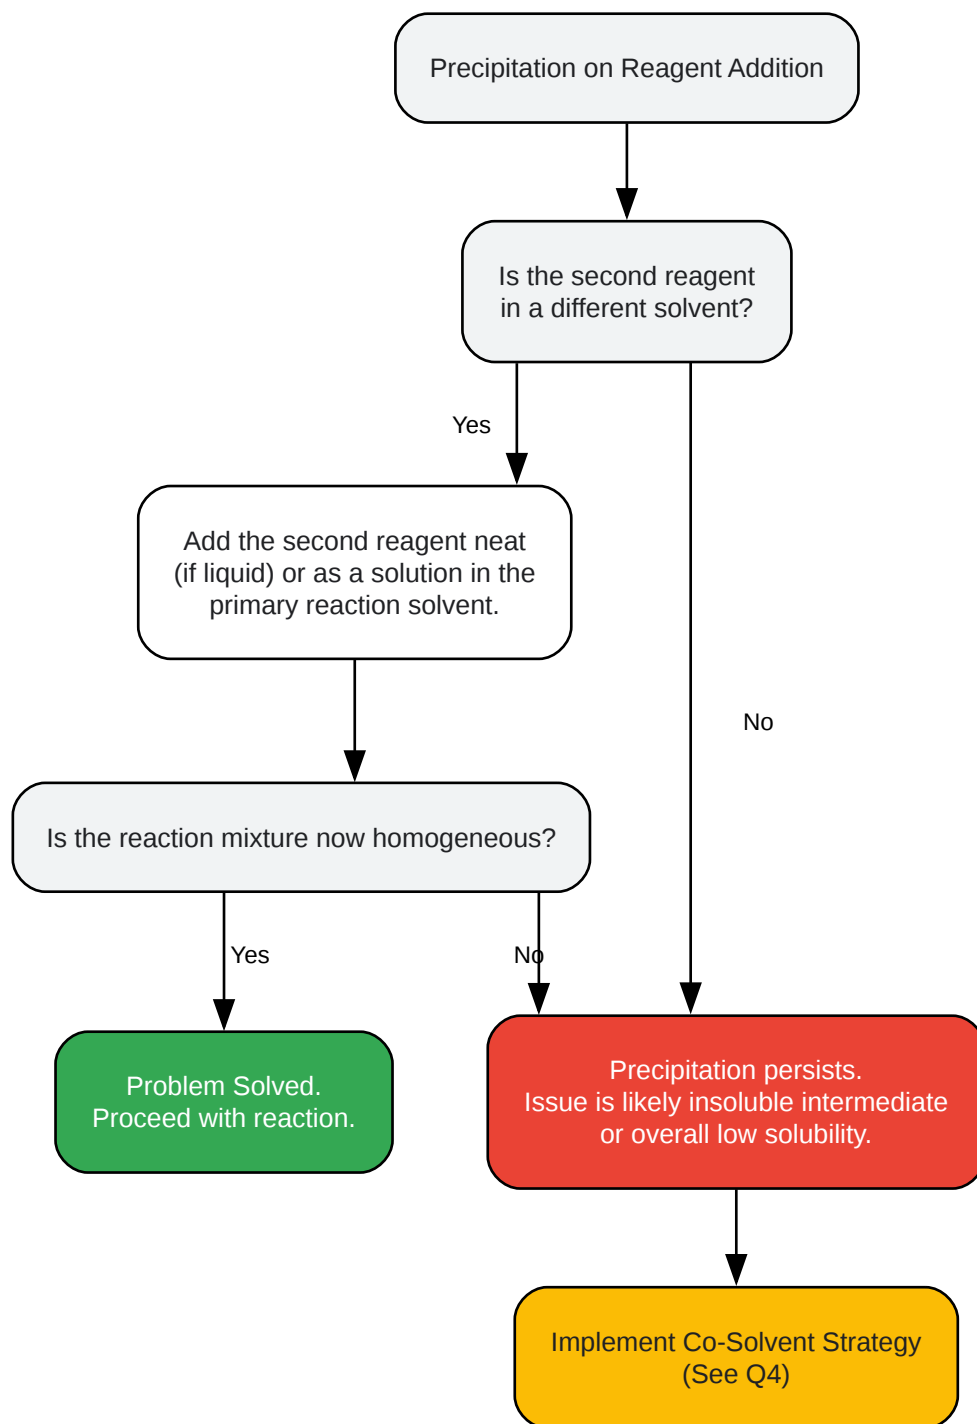 Precipitation on Reagent Addition
Is the second reagent
in a different solvent?
Yes
Add the second reagent neat
(if liquid) or as a solution in the
primary reaction solvent.
No
Is the reaction mixture now homogeneous?
Yes
No
Problem Solved.
Proceed with reaction.
Precipitation persists.
Issue is likely insoluble intermediate
or overall low solubility.
Implement Co-Solvent Strategy
(See Q4)